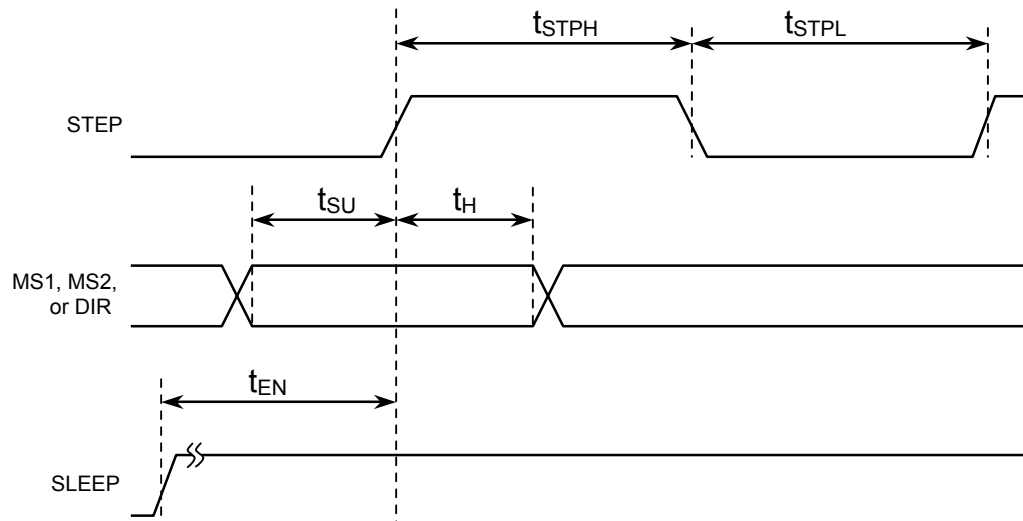 tSTPH
tSTPL
STEP
tSU
tH
MS1, MS2,
or DIR
tEN
SLEEP